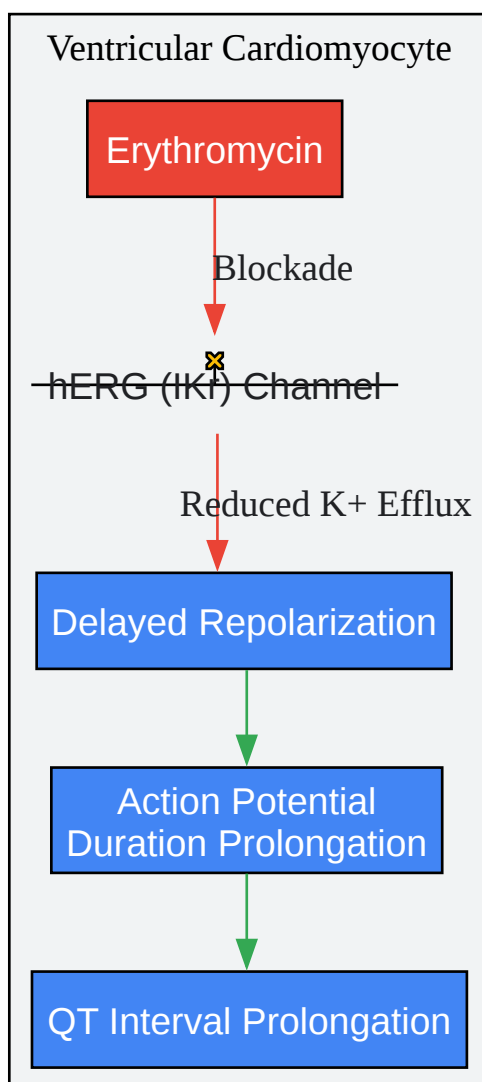 Ventricular Cardiomyocyte
Erythromycin
Blockade
hERG (IKr) Channel
Reduced K+ Efflux
Delayed Repolarization
Action Potential
Duration Prolongation
QT Interval Prolongation